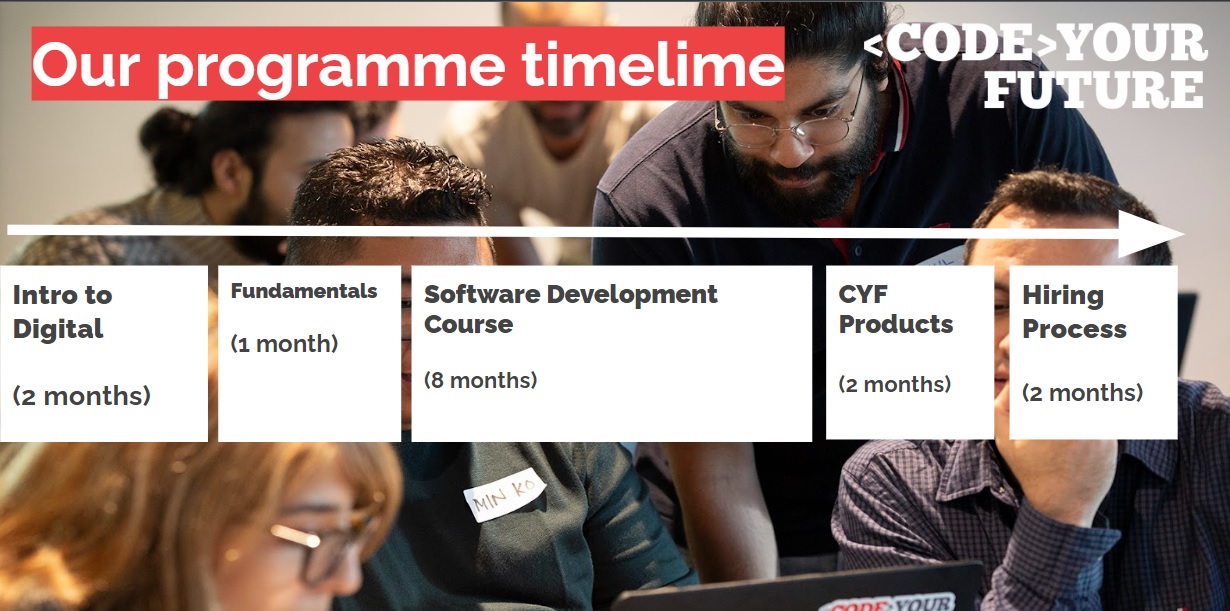 Our programme timelime
<CODE>YOUR
FUTURE
Intro to
Digital
(2 months)
Fundamentals
(1 month)
Software Development
Course
(8 months)
CYF
Products
(2 months)
Hiring
Process
(2 months)
MIN KO
CODE>YOUR